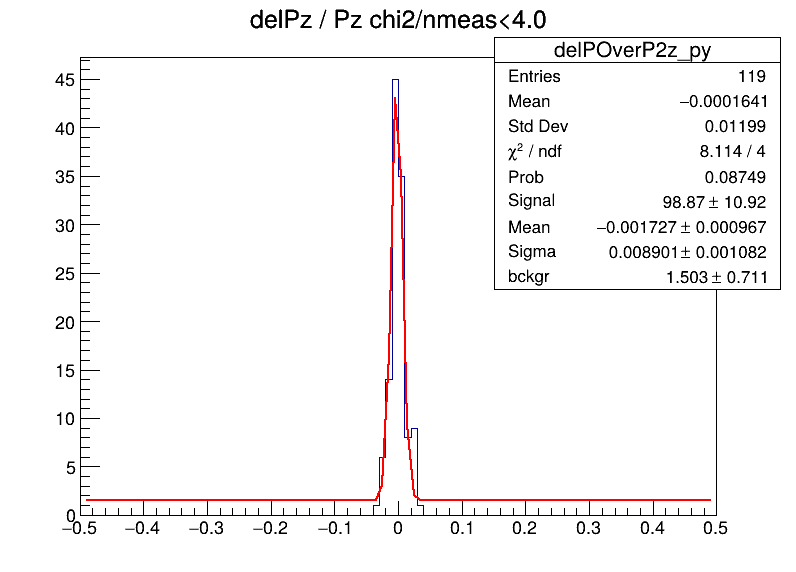 delPz / Pz chi2/nmeas<4.0
delPOverP2z_py
Entries 119
Mean −0.0001641
Std Dev 0.01199
χ² / ndf 8.114 / 4
Prob 0.08749
Signal 98.87 ± 10.92
Mean −0.001727 ± 0.000967
Sigma 0.008901 ± 0.001082
bckgr 1.503 ± 0.711
45
40
35
30
25
20
15
10
5
0
−0.5 −0.4 −0.3 −0.2 −0.1 0 0.1 0.2 0.3 0.4 0.5